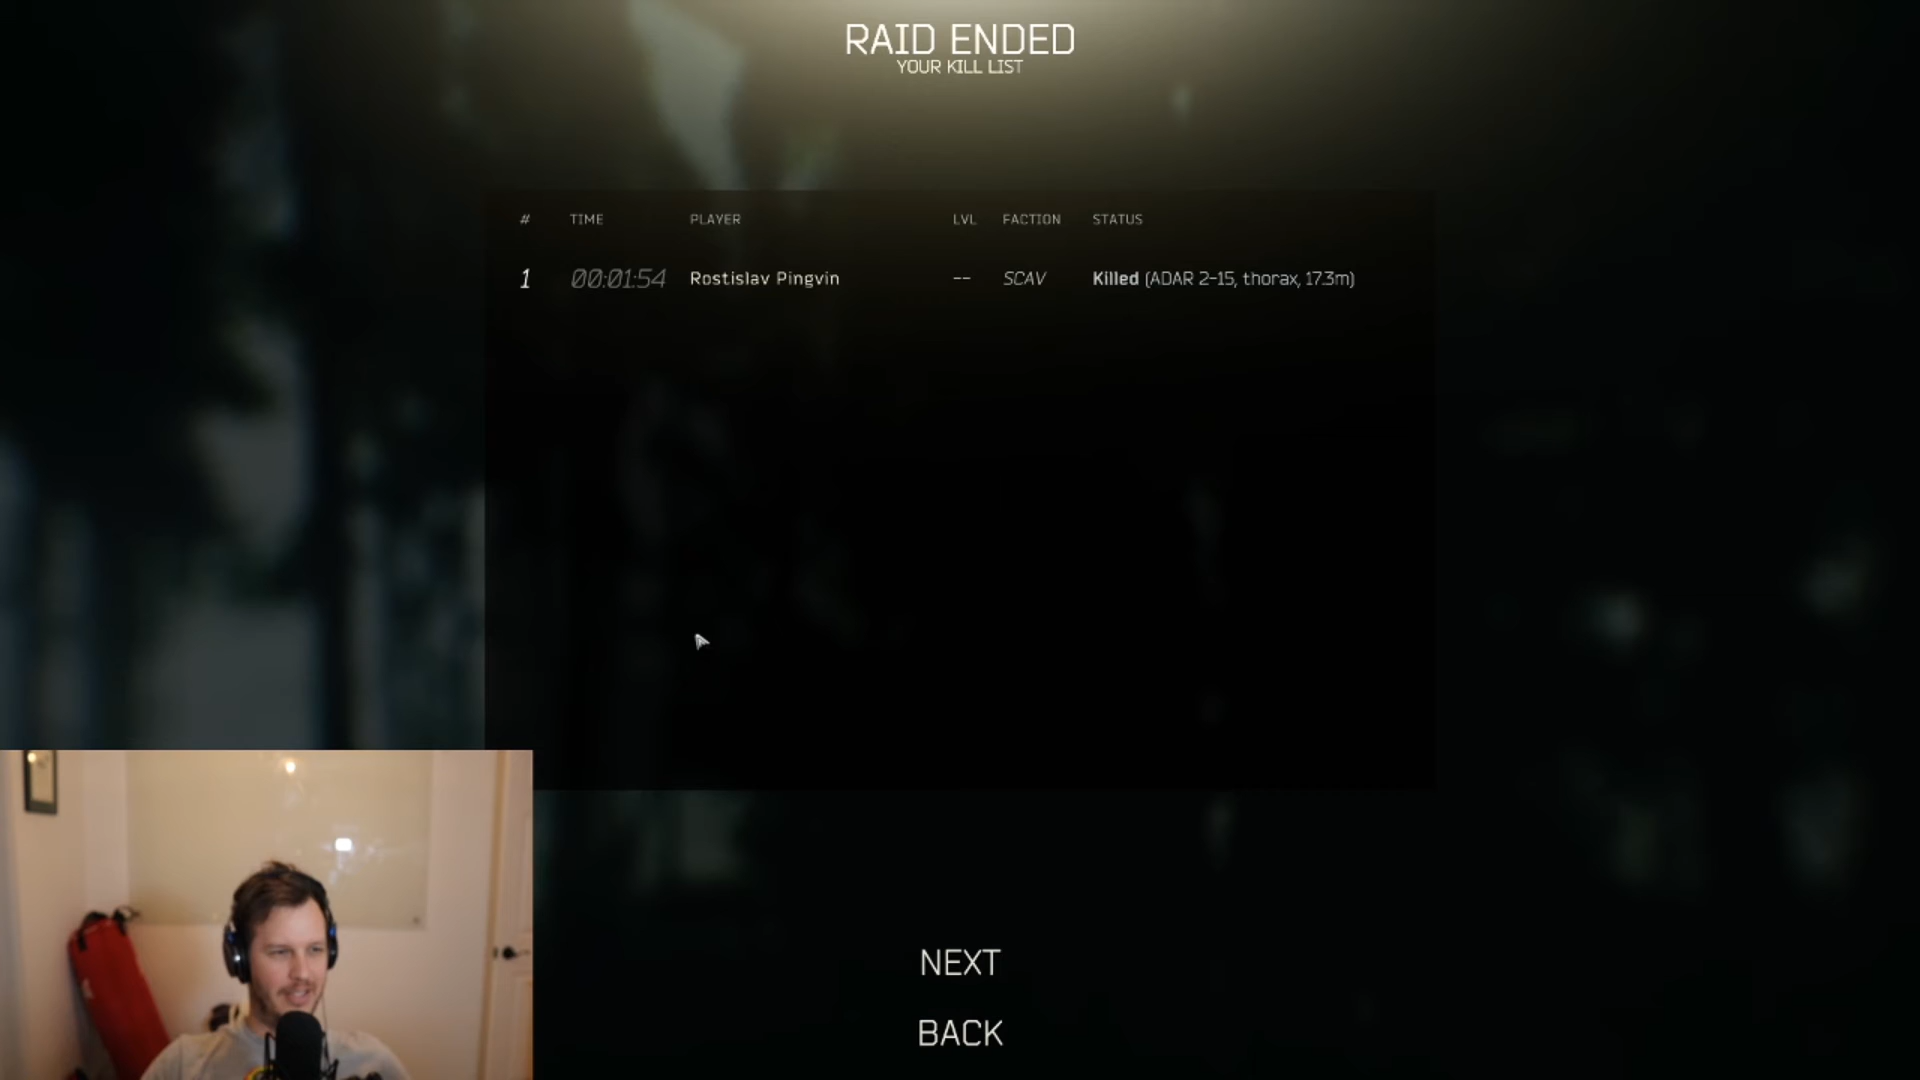 RAID ENDED
YOUR KILL LIST
# TIME PLAYER LVL FACTION STATUS
1 00:01:54 Rostislav Pingvin -- SCAV Killed (ADAR 2-15, thorax, 17.3m)
NEXT
BACK